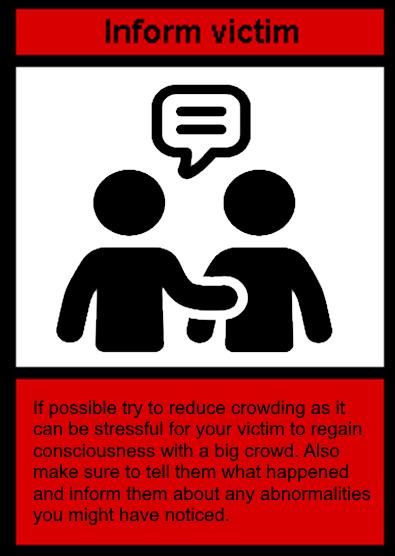 Inform victim
If possible try to reduce crowding as it
can be stressful for your victim to regain
consciousness with a big crowd. Also
make sure to tell them what happened
and inform them about any abnormalities
you might have noticed.